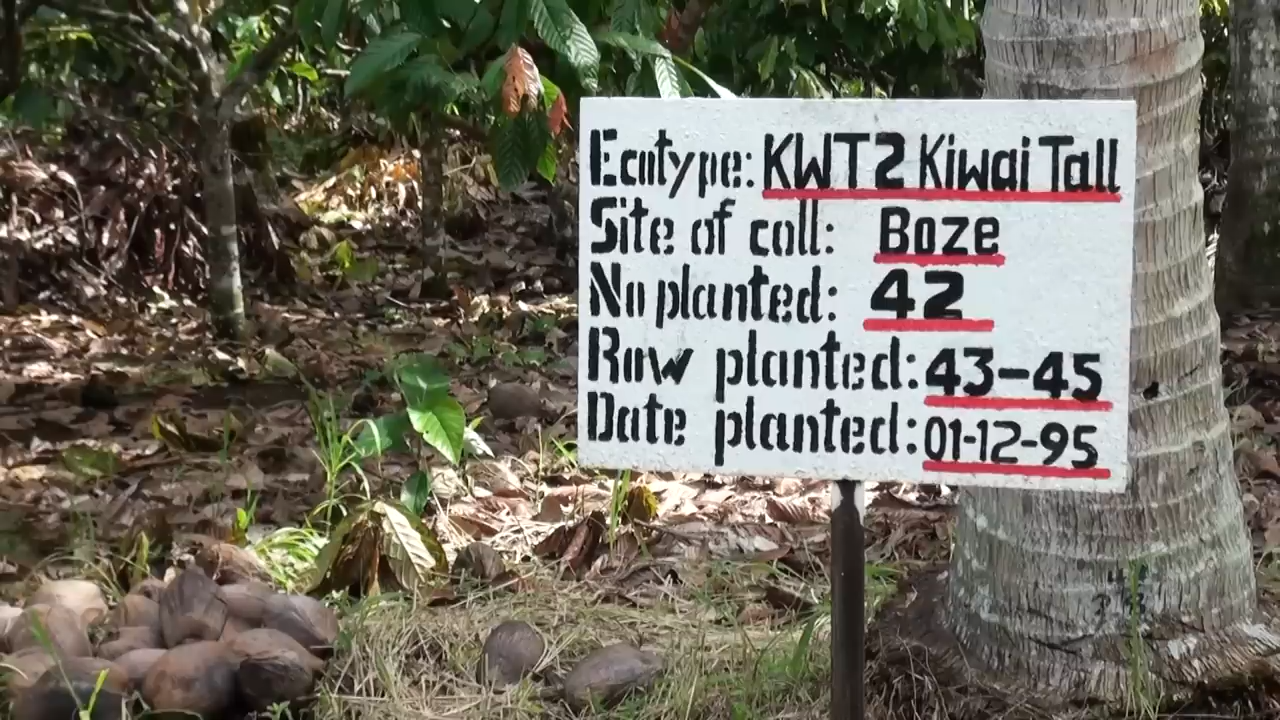 Ecotype: KWT2 Kiwai Tall
Site of coll: Boze
No planted: 42
Row planted: 43-45
Date planted: 01-12-95